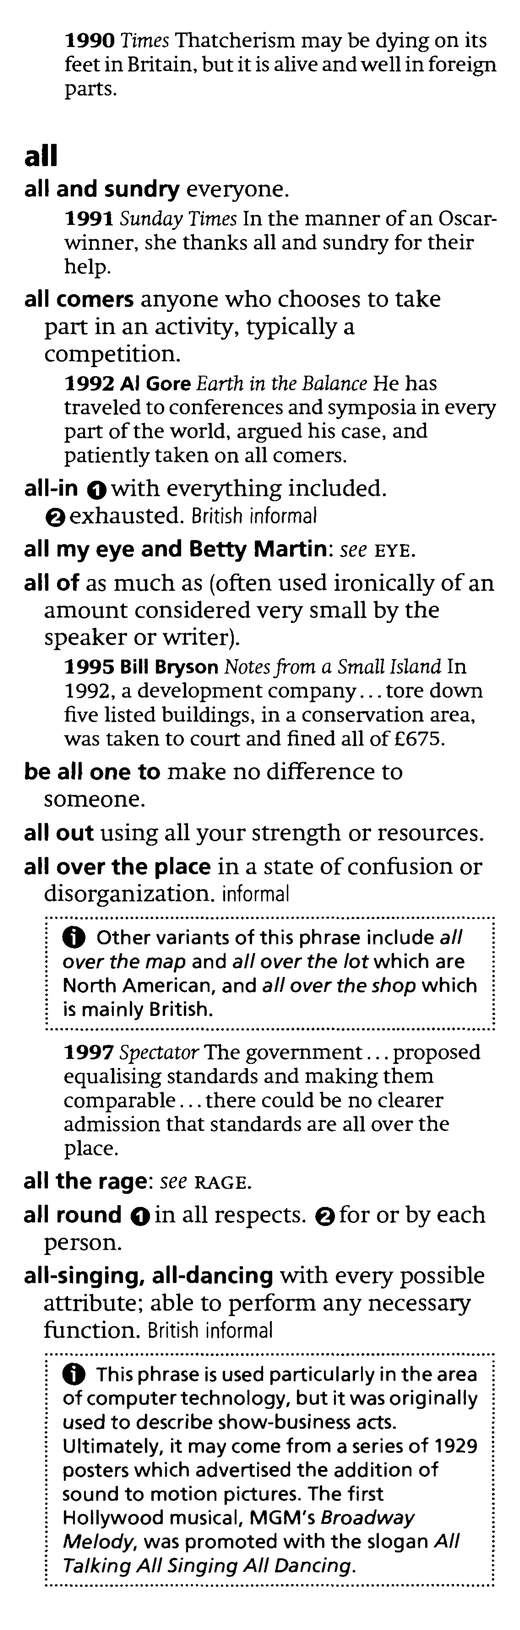 1990 Times Thatcherism may be dying on its
feet in Britain, but it is alive and well in foreign
parts.
all
all and sundry everyone.
1991 Sunday Times In the manner of an Oscar-
winner, she thanks all and sundry for their
help.
all comers anyone who chooses to take
part in an activity, typically a
competition.
1992 Al Gore Earth in the Balance He has
traveled to conferences and symposia in every
part of the world, argued his case, and
patiently taken on all comers.
all-in ❶ with everything included.
❷ exhausted. British informal
all my eye and Betty Martin: see EYE.
all of as much as (often used ironically of an
amount considered very small by the
speaker or writer).
1995 Bill Bryson Notes from a Small Island In
1992, a development company...tore down
five listed buildings, in a conservation area,
was taken to court and fined all of £675.
be all one to make no difference to
someone.
all out using all your strength or resources.
all over the place in a state of confusion or
disorganization. informal
ℹ Other variants of this phrase include all
over the map and all over the lot which are
North American, and all over the shop which
is mainly British.
1997 Spectator The government...proposed
equalising standards and making them
comparable...there could be no clearer
admission that standards are all over the
place.
all the rage: see RAGE.
all round ❶ in all respects. ❷ for or by each
person.
all-singing, all-dancing with every possible
attribute; able to perform any necessary
function. British informal
ℹ This phrase is used particularly in the area
of computer technology, but it was originally
used to describe show-business acts.
Ultimately, it may come from a series of 1929
posters which advertised the addition of
sound to motion pictures. The first
Hollywood musical, MGM's Broadway
Melody, was promoted with the slogan All
Talking All Singing All Dancing.